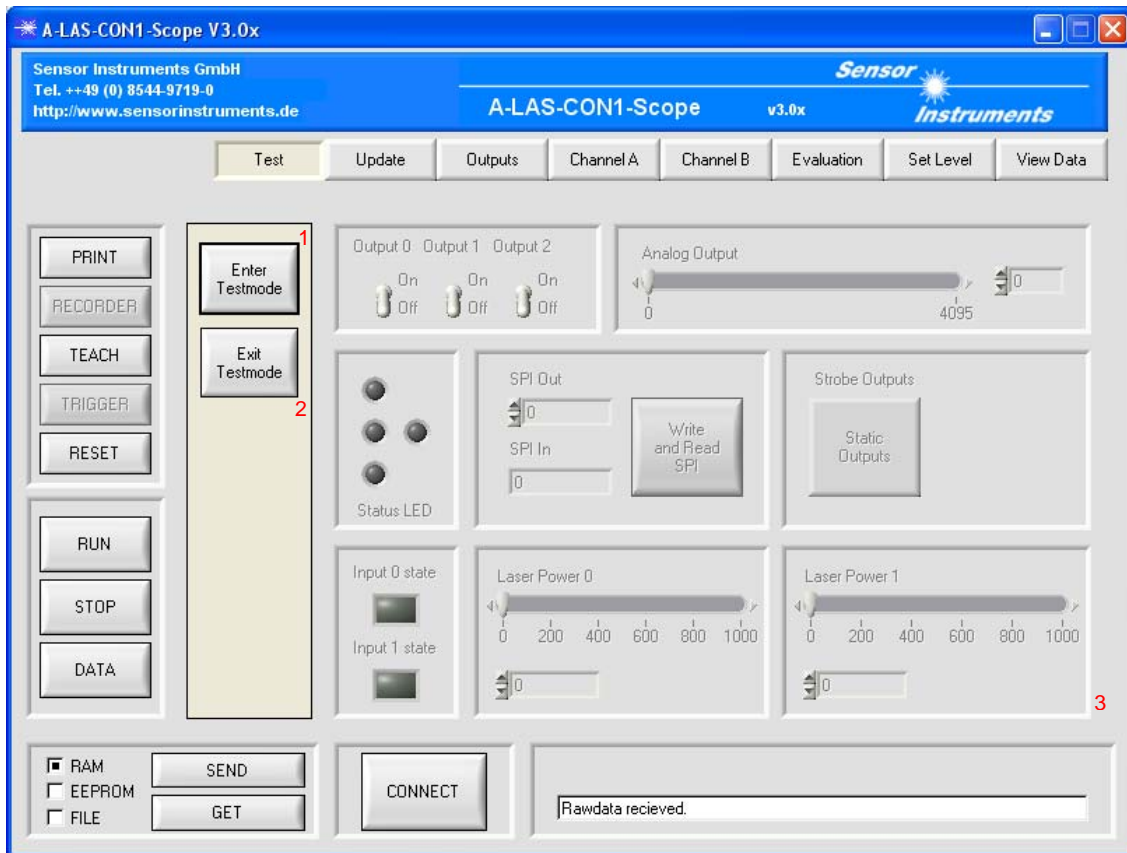 A-LAS-CON1-Scope V3.0x
Sensor Instruments GmbH
Tel. ++49 (0) 8544-9719-0
http://www.sensorinstruments.de
A-LAS-CON1-Scope v3.0x
Sensor
Instruments
Test Update Outputs Channel A Channel B Evaluation Set Level View Data
PRINT
RECORDER
TEACH
TRIGGER
RESET
RUN
STOP
DATA
1
Enter
Testmode
Exit
Testmode
2
Output 0 Output 1 Output 2
On On On
Off Off Off
Analog Output
0 4095
0
Status LED
SPI Out
0
SPI In
0
Write
and Read
SPI
Strobe Outputs
Static
Outputs
Input 0 state
Input 1 state
Laser Power 0
0 200 400 600 800 1000
0
Laser Power 1
0 200 400 600 800 1000
0
3
RAM
EEPROM
FILE
SEND
GET
CONNECT
Rawdata recieved.